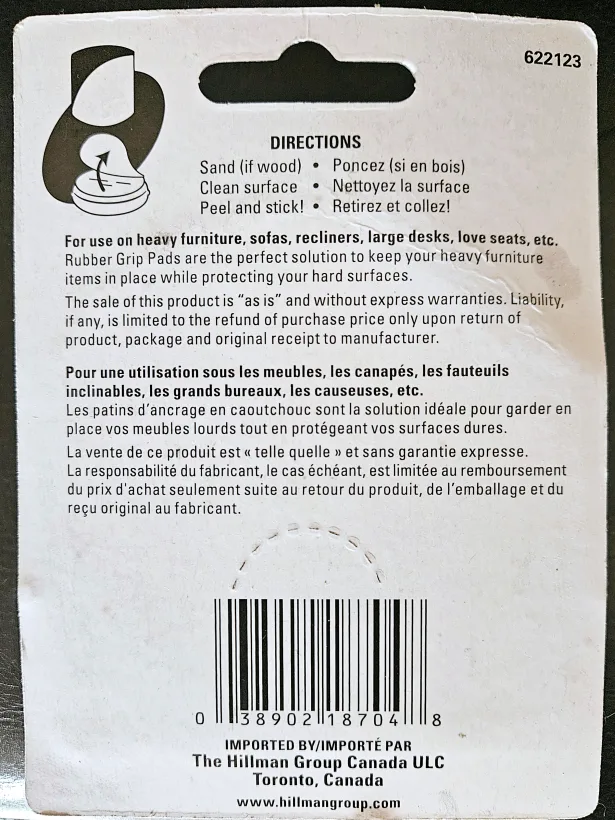 622123
DIRECTIONS
Sand (if wood) • Poncez (si en bois)
Clean surface • Nettoyez la surface
Peel and stick! • Retirez et collez!
For use on heavy furniture, sofas, recliners, large desks, love seats, etc.
Rubber Grip Pads are the perfect solution to keep your heavy furniture
items in place while protecting your hard surfaces.
The sale of this product is “as is” and without express warranties. Liability,
if any, is limited to the refund of purchase price only upon return of
product, package and original receipt to manufacturer.
Pour une utilisation sous les meubles, les canapés, les fauteuils
inclinables, les grands bureaux, les causeuses, etc.
Les patins d’ancrage en caoutchouc sont la solution idéale pour garder en
place vos meubles lourds tout en protégeant vos surfaces dures.
La vente de ce produit est « telle quelle » et sans garantie expresse.
La responsabilité du fabricant, le cas échéant, est limitée au remboursement
du prix d'achat seulement suite au retour du produit, de l’emballage et du
reçu original au fabricant.
0 38902 18704 8
IMPORTED BY/IMPORTÉ PAR
The Hillman Group Canada ULC
Toronto, Canada
www.hillmangroup.com